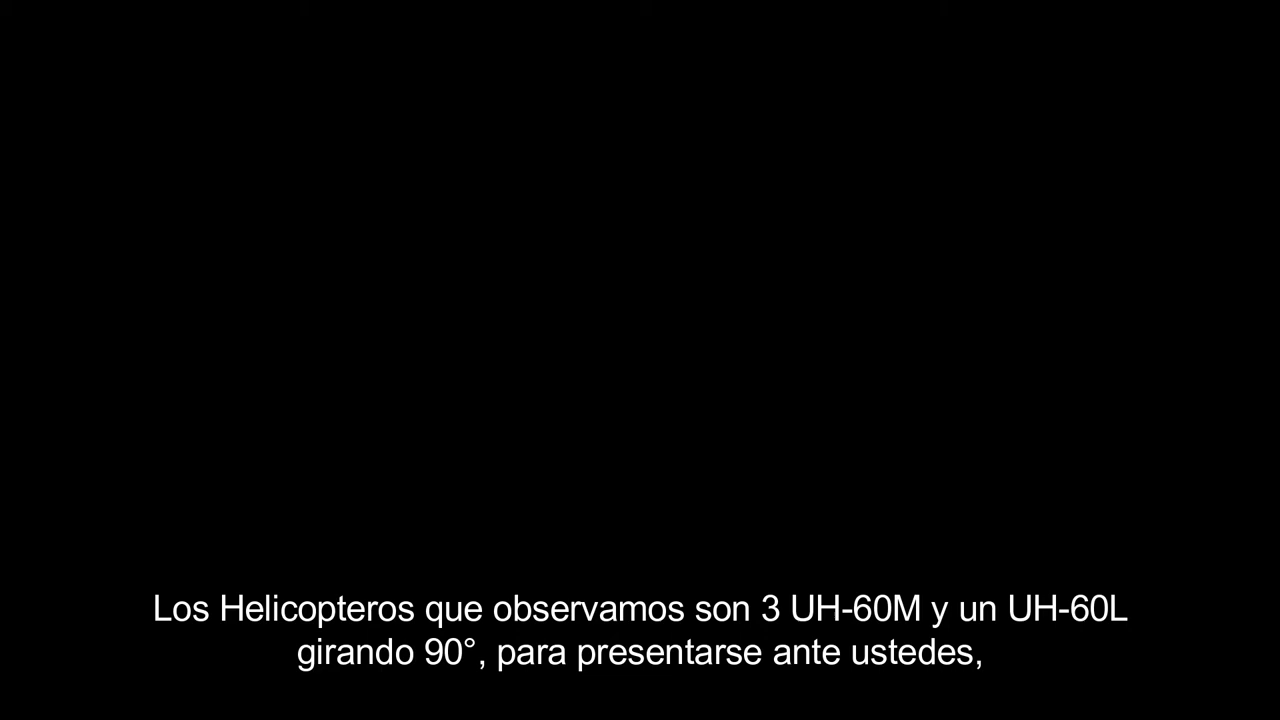 Los Helicopteros que observamos son 3 UH-60M y un UH-60L
girando 90°, para presentarse ante ustedes,